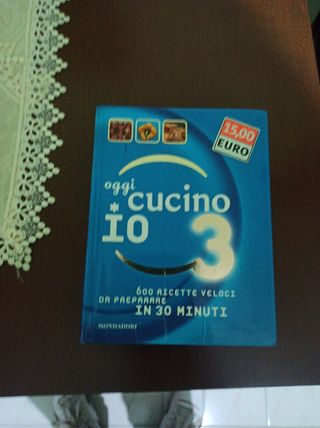 15,00
EURO
oggi
cucino
io
3
600 RICETTE VELOCI
DA PREPARARE
IN 30 MINUTI
MONDADORI